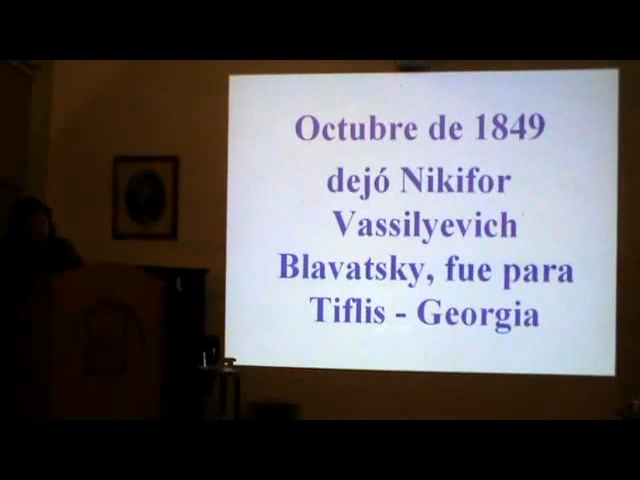 Octubre de 1849
dejó Nikifor
Vassilyevich
Blavatsky, fue para
Tiflis - Georgia